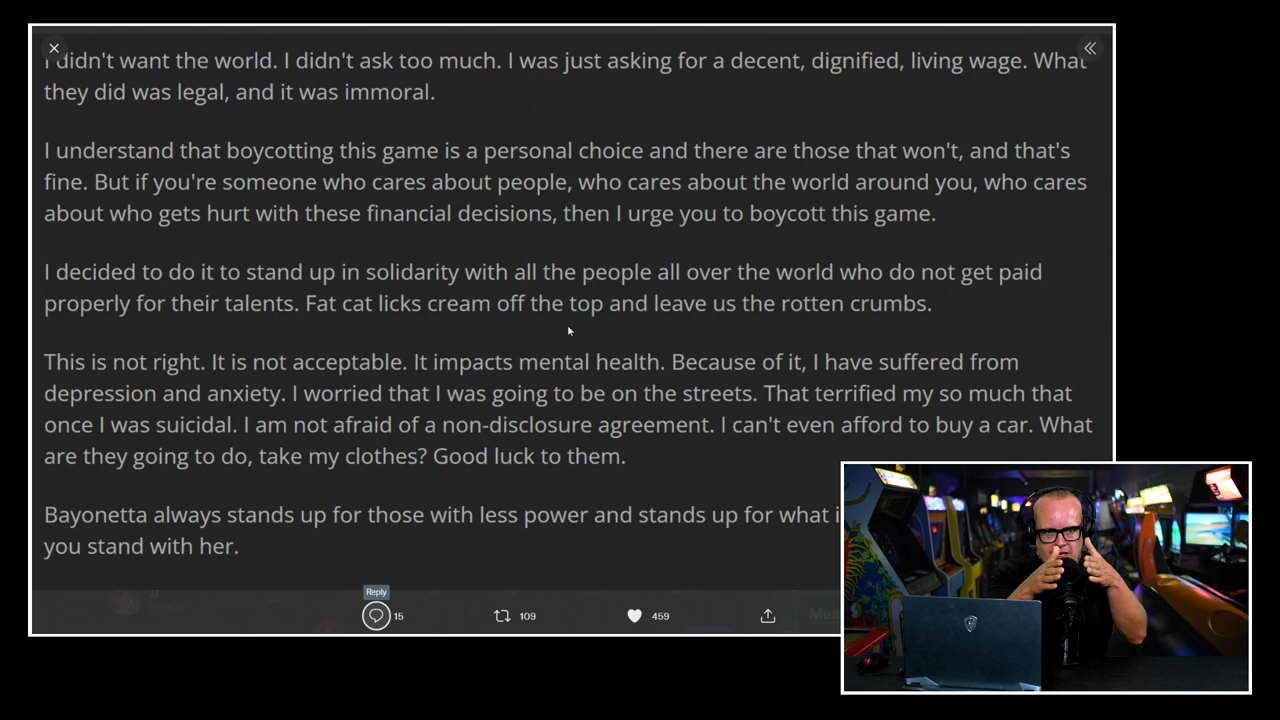 I didn't want the world. I didn't ask too much. I was just asking for a decent, dignified, living wage. What
they did was legal, and it was immoral.
I understand that boycotting this game is a personal choice and there are those that won't, and that's
fine. But if you're someone who cares about people, who cares about the world around you, who cares
about who gets hurt with these financial decisions, then I urge you to boycott this game.
I decided to do it to stand up in solidarity with all the people all over the world who do not get paid
properly for their talents. Fat cat licks cream off the top and leave us the rotten crumbs.
This is not right. It is not acceptable. It impacts mental health. Because of it, I have suffered from
depression and anxiety. I worried that I was going to be on the streets. That terrified my so much that
once I was suicidal. I am not afraid of a non-disclosure agreement. I can't even afford to buy a car. What
are they going to do, take my clothes? Good luck to them.
Bayonetta always stands up for those with less power and stands up for what i
you stand with her.
Reply
15
109
459